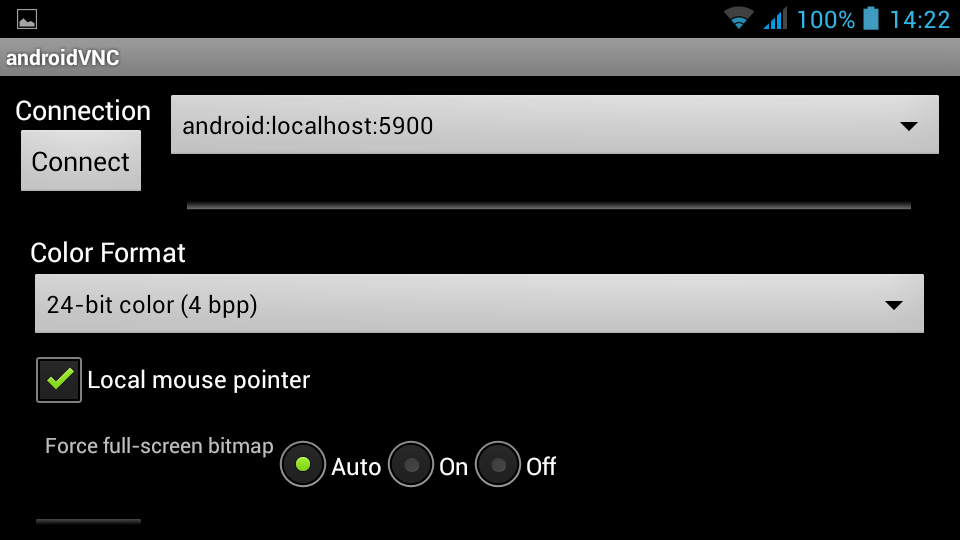 100% 14:22
androidVNC
Connection
android:localhost:5900
Connect
Color Format
24-bit color (4 bpp)
Local mouse pointer
Force full-screen bitmap
Auto On Off